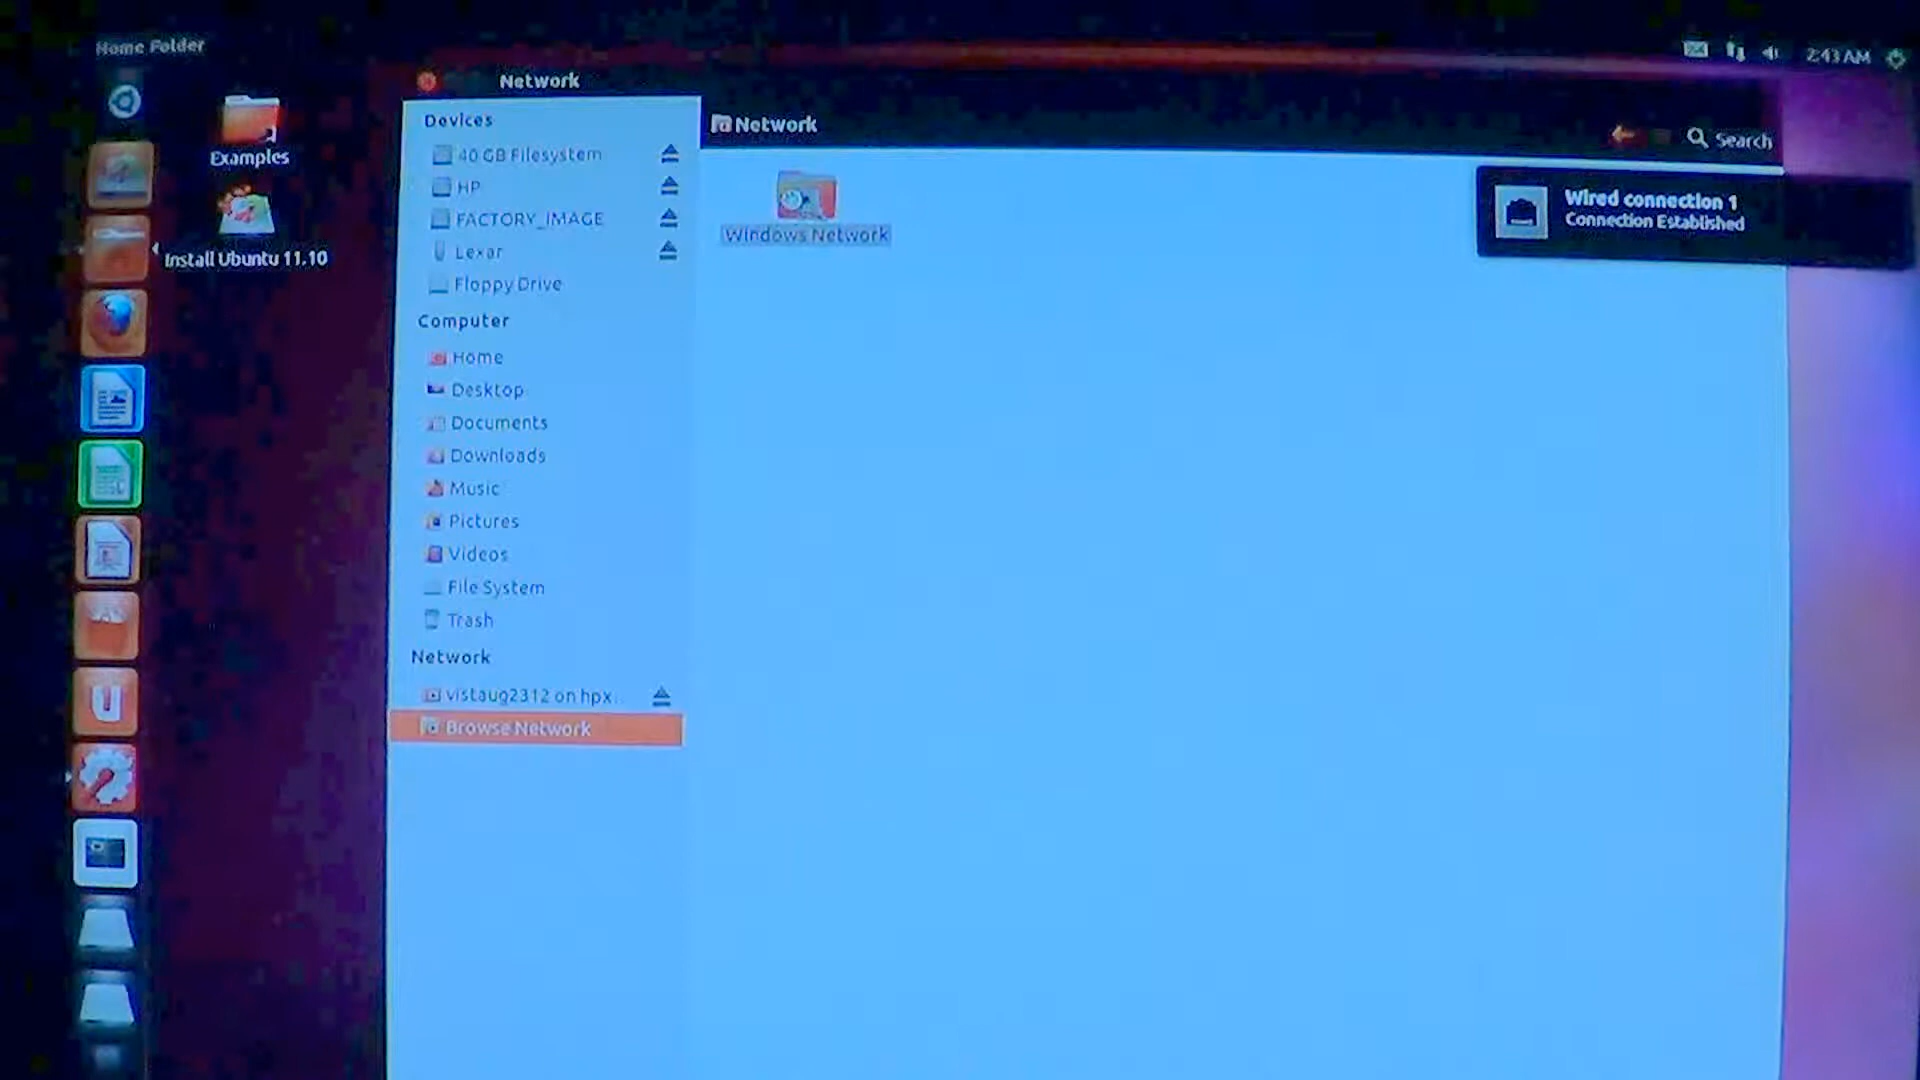 Home Folder
2:43 AM
Examples
Install Ubuntu 11.10
Network
Devices
40 GB Filesystem
HP
FACTORY_IMAGE
Lexar
Floppy Drive
Computer
Home
Desktop
Documents
Downloads
Music
Pictures
Videos
File System
Trash
Network
vistaug2312 on hpx...
Browse Network
Network
Search
Windows Network
Wired connection 1
Connection Established